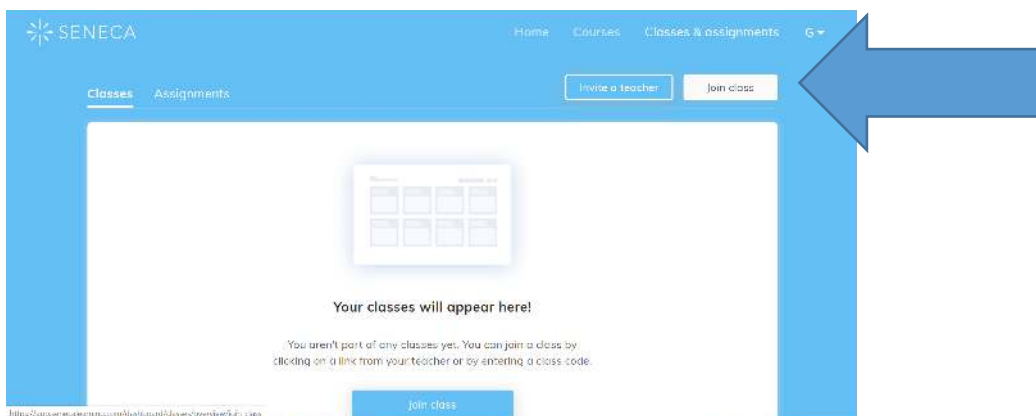 SENECA
Home Courses Classes & assignments G
Classes Assignments
Invite a teacher Join class
Your classes will appear here!
You aren't part of any classes yet. You can join a class by
clicking on a link from your teacher or by entering a class code.
Join class